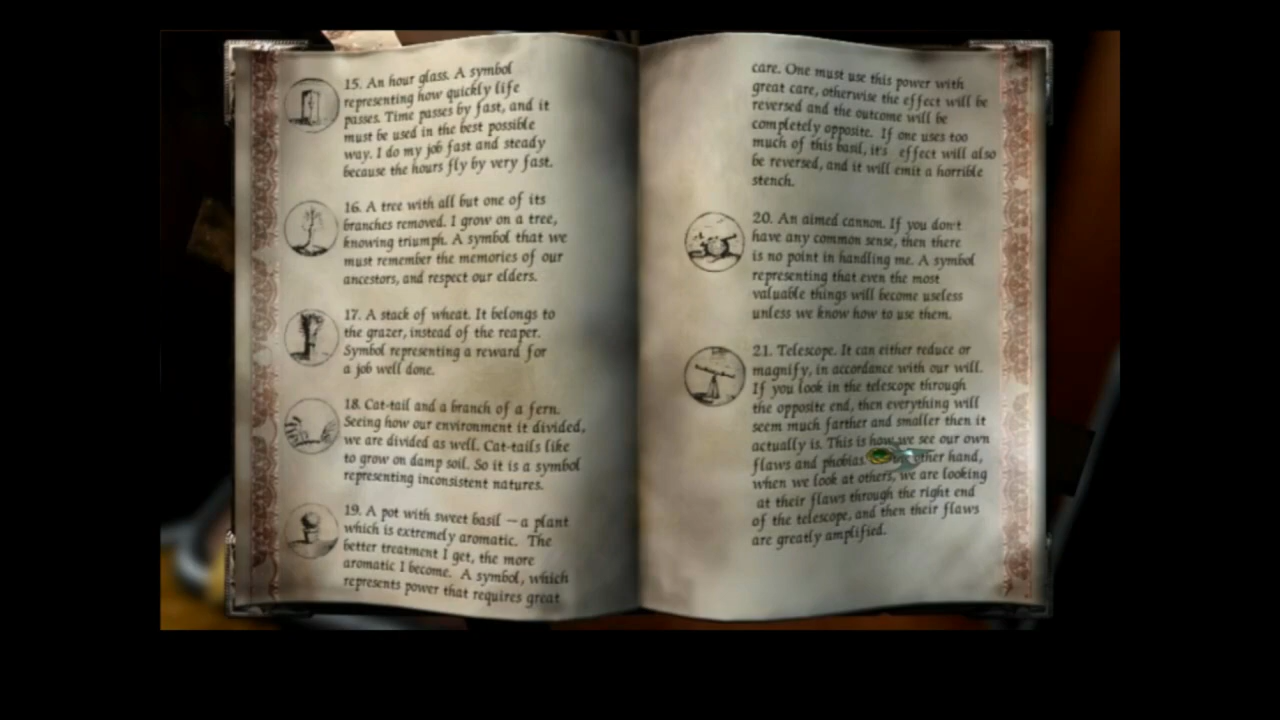 15. An hour glass. A symbol
representing how quickly life
passes. Time passes by fast, and it
must be used in the best possible
way. I do my job fast and steady
because the hours fly by very fast.
16. A tree with all but one of its
branches removed. I grow on a tree,
knowing triumph. A symbol that we
must remember the memories of our
ancestors, and respect our elders.
17. A stack of wheat. It belongs to
the grazer, instead of the reaper.
Symbol representing a reward for
a job well done.
18. Cat-tail and a branch of a fern.
Seeing how our environment it divided,
we are divided as well. Cat-tails like
to grow on damp soil. So it is a symbol
representing inconsistent natures.
19. A pot with sweet basil – a plant
which is extremely aromatic. The
better treatment I get, the more
aromatic I become. A symbol, which
represents power that requires great
care. One must use this power with
great care, otherwise the effect will be
reversed and the outcome will be
completely opposite. If one uses too
much of this basil, it's effect will also
be reversed, and it will emit a horrible
stench.
20. An aimed cannon. If you don't
have any common sense, then there
is no point in handling me. A symbol
representing that even the most
valuable things will become useless
unless we know how to use them.
21. Telescope. It can either reduce or
magnify, in accordance with our will.
If you look in the telescope through
the opposite end, then everything will
seem much farther and smaller then it
actually is. This is how we see our own
flaws and phobias. other hand,
when we look at others, we are looking
at their flaws through the right end
of the telescope, and then their flaws
are greatly amplified.